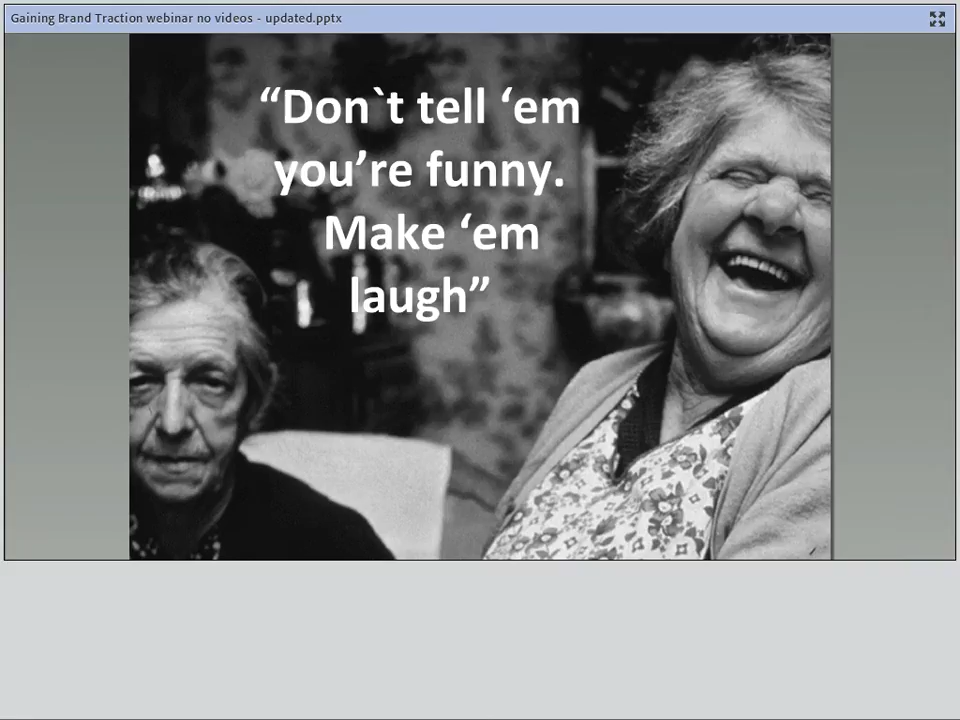 Gaining Brand Traction webinar no videos - updated.pptx
“Don`t tell ‘em
you’re funny.
Make ‘em
laugh”